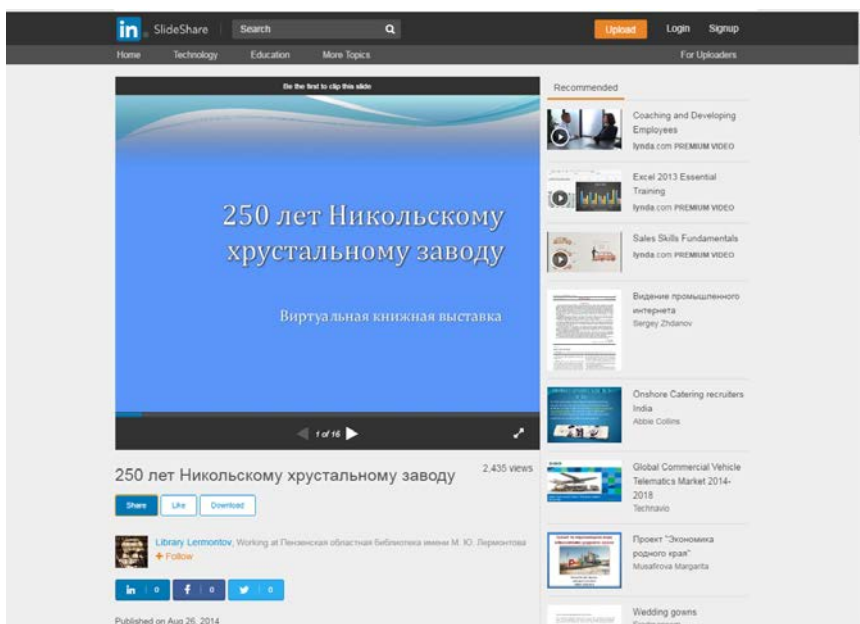 in SlideShare Search Upload Login Signup
Home Technology Education More Topics For Uploaders
Be the first to clip this slide
250 лет Никольскому
хрустальному заводу
Виртуальная книжная выставка
1 of 16
250 лет Никольскому хрустальному заводу
2,435 views
Share Like Download
Library Lermontov, Working at Пензенская областная библиотека имени М. Ю. Лермонтова
+ Follow
in 0 f 0 0
Published on Aug 26, 2014
Recommended
Coaching and Developing
Employees
lynda.com PREMIUM VIDEO
Excel 2013 Essential
Training
lynda.com PREMIUM VIDEO
Sales Skills Fundamentals
lynda.com PREMIUM VIDEO
Видение промышленного
интернета
Sergey Zhdanov
Onshore Catering recruiters
India
Abbie Collins
Global Commercial Vehicle
Telematics Market 2014-
2018
Technavio
Проект "Экономика
родного края"
Musafirova Margarita
Wedding gowns